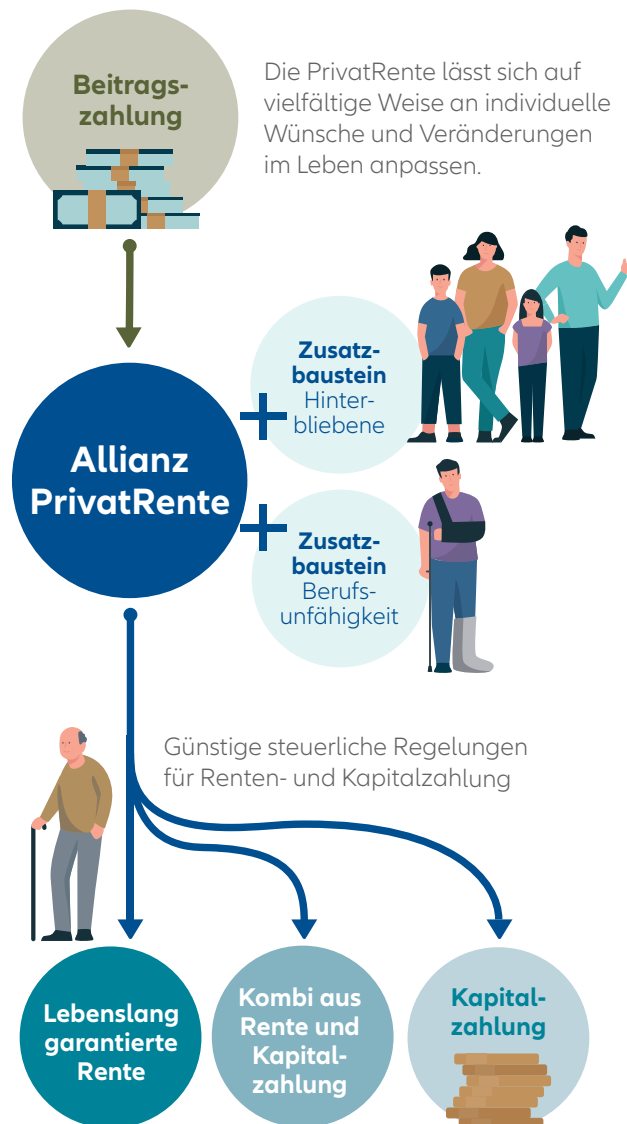 Beitrags-
zahlung
Die PrivatRente lässt sich auf
vielfältige Weise an individuelle
Wünsche und Veränderungen
im Leben anpassen.
Zusatz-
baustein
Hinter-
bliebene
Allianz
PrivatRente
Zusatz-
baustein
Berufs-
unfähigkeit
Günstige steuerliche Regelungen
für Renten- und Kapitalzahlung
Lebenslang
garantierte
Rente
Kombi aus
Rente und
Kapital-
zahlung
Kapital-
zahlung